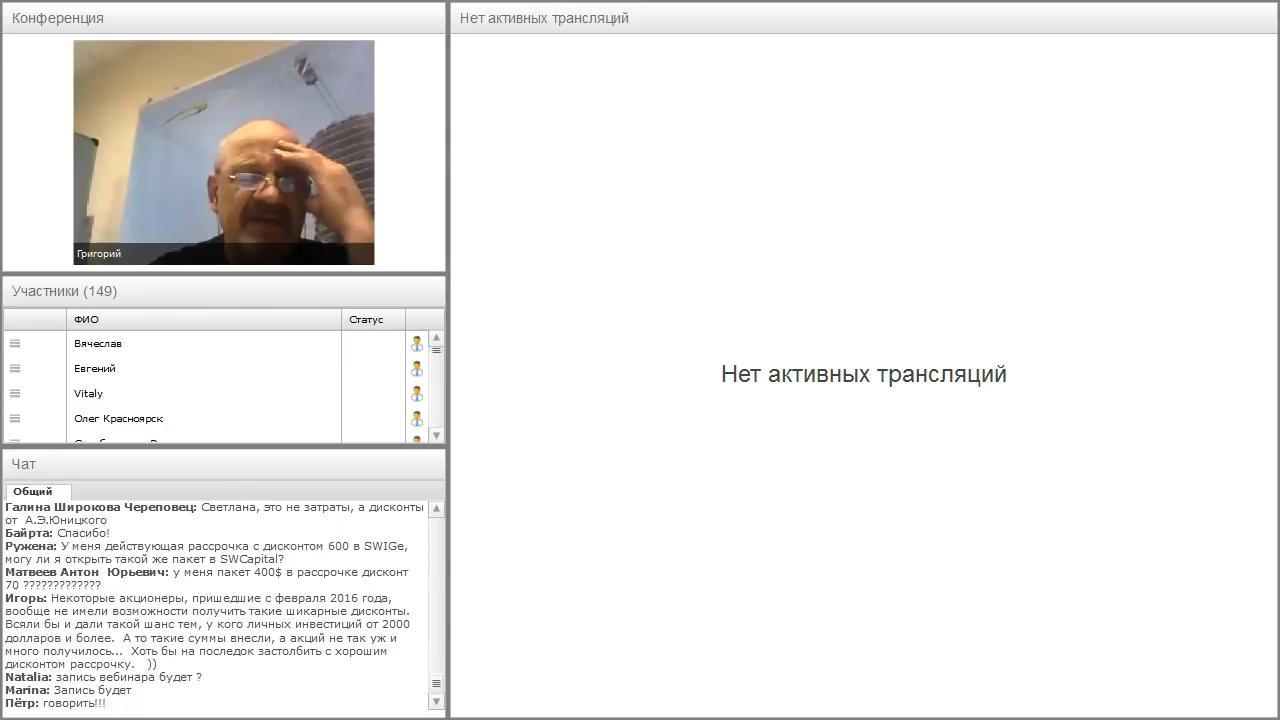 Конференция
Нет активных трансляций
Григорий
Участники (149)
ФИО
Статус
Вячеслав
Евгений
Vitaly
Олег Красноярск
Чат
Общий
Галина Широкова Череповец: Светлана, это не затраты, а дисконты
от А.Э.Юницкого
Байрта: Спасибо!
Ружена: У меня действующая рассрочка с дисконтом 600 в SWIGe,
могу ли я открыть такой же пакет в SWCapital?
Матвеев Антон Юрьевич: у меня пакет 400$ в рассрочке дисконт
70 ?????????????
Игорь: Некоторые акционеры, пришедшие с февраля 2016 года,
вообще не имели возможности получить такие шикарные дисконты.
Всяли бы и дали такой шанс тем, у кого личных инвестиций от 2000
долларов и более. А то такие суммы внесли, а акций не так уж и
много получилось... Хоть бы на последок застолбить с хорошим
дисконтом рассрочку. ))
Natalia: запись вебинара будет ?
Marina: Запись будет
Пётр: говорить!!!
Нет активных трансляций